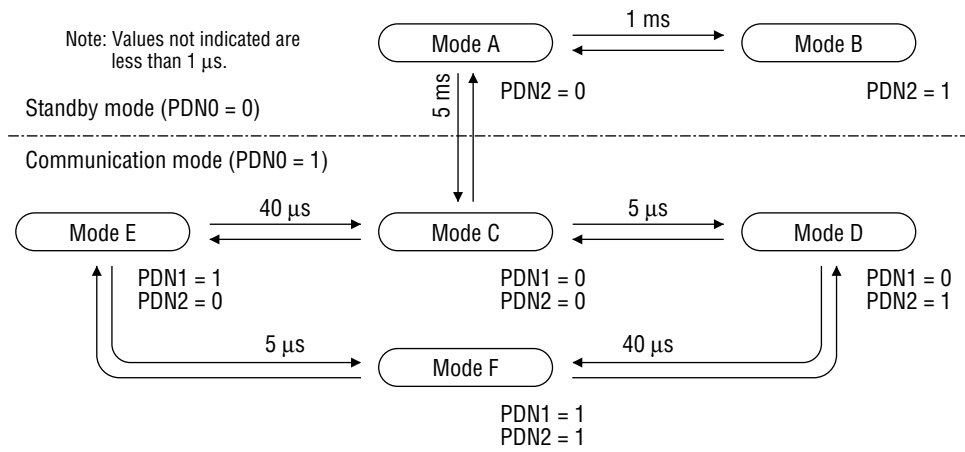 Note: Values not indicated are
less than 1 μs.
Mode A
1 ms
Mode B
PDN2 = 0
PDN2 = 1
5 ms
Standby mode (PDN0 = 0)
Communication mode (PDN0 = 1)
Mode E
40 μs
Mode C
5 μs
Mode D
PDN1 = 1
PDN2 = 0
PDN1 = 0
PDN2 = 0
PDN1 = 0
PDN2 = 1
5 μs
Mode F
40 μs
PDN1 = 1
PDN2 = 1